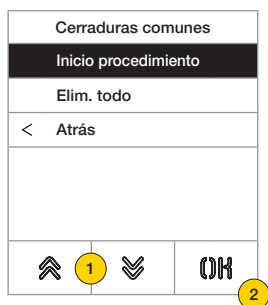 Cerraduras comunes
Inicio procedimiento
Elim. todo
< Atrás
1
OK
2